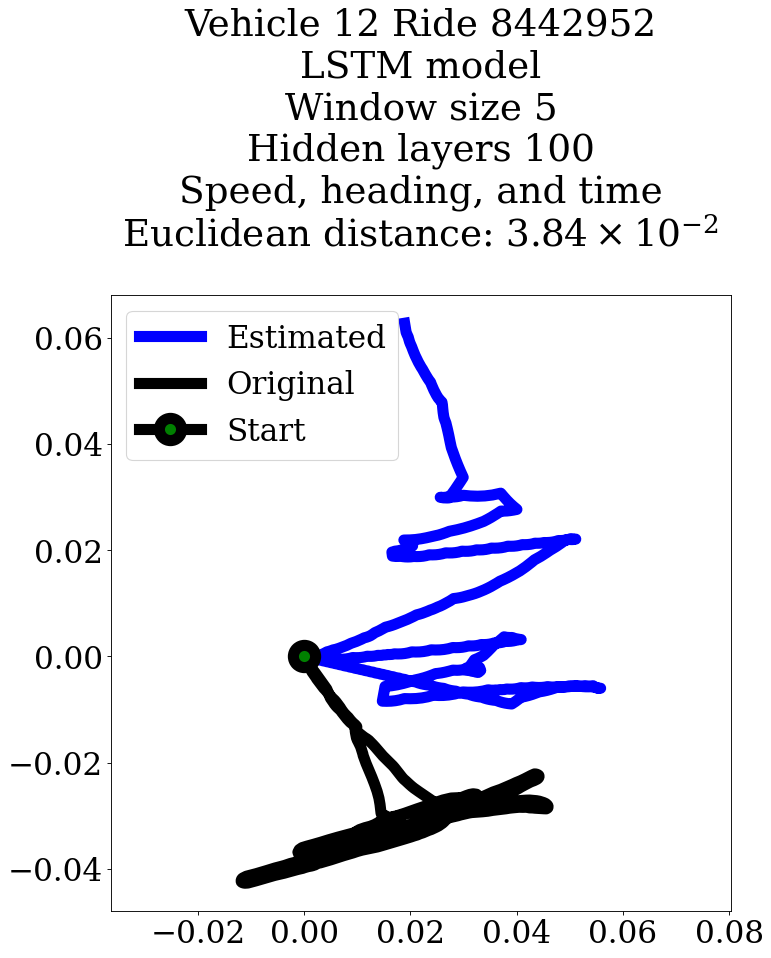 Vehicle 12 Ride 8442952
LSTM model
Window size 5
Hidden layers 100
Speed, heading, and time
Euclidean distance: 3.84 × 10⁻²
Estimated
Original
Start
0.06
0.04
0.02
0.00
−0.02
−0.04
−0.02 0.00 0.02 0.04 0.06 0.08